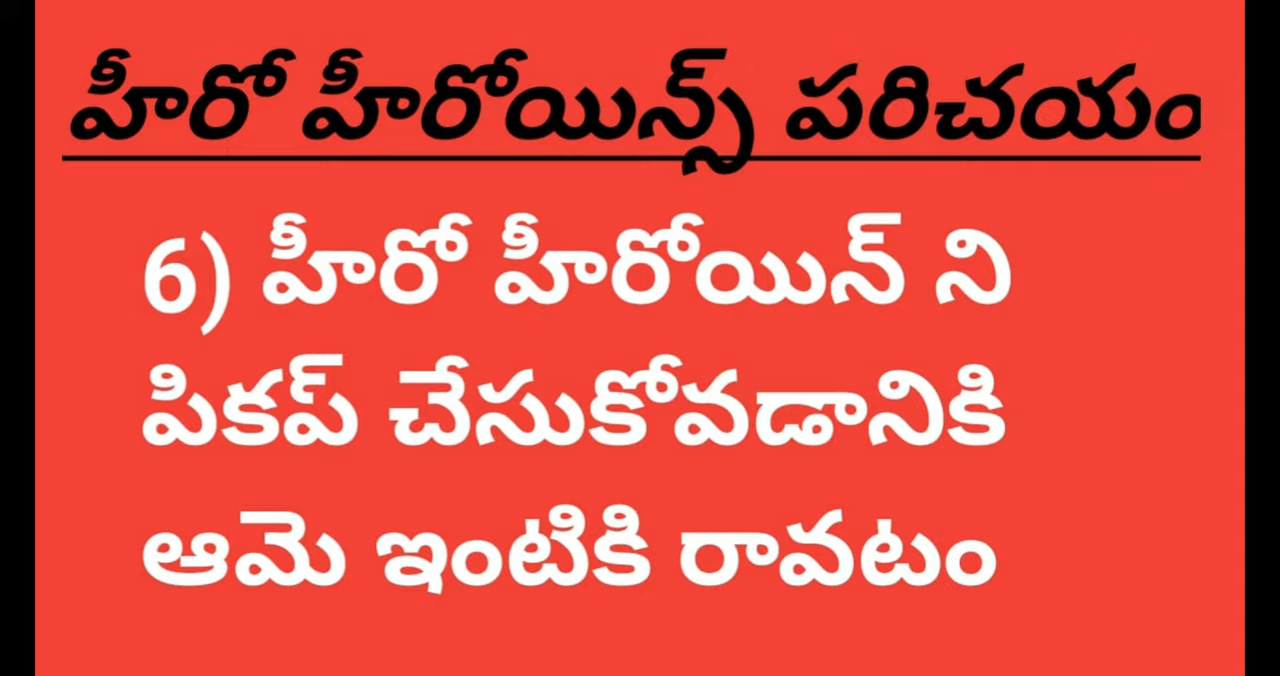 హీరో హీరోయిన్స్ పరిచయం
6) హీరో హీరోయిన్ ని
పికప్ చేసుకోవడానికి
ఆమె ఇంటికి రావటం